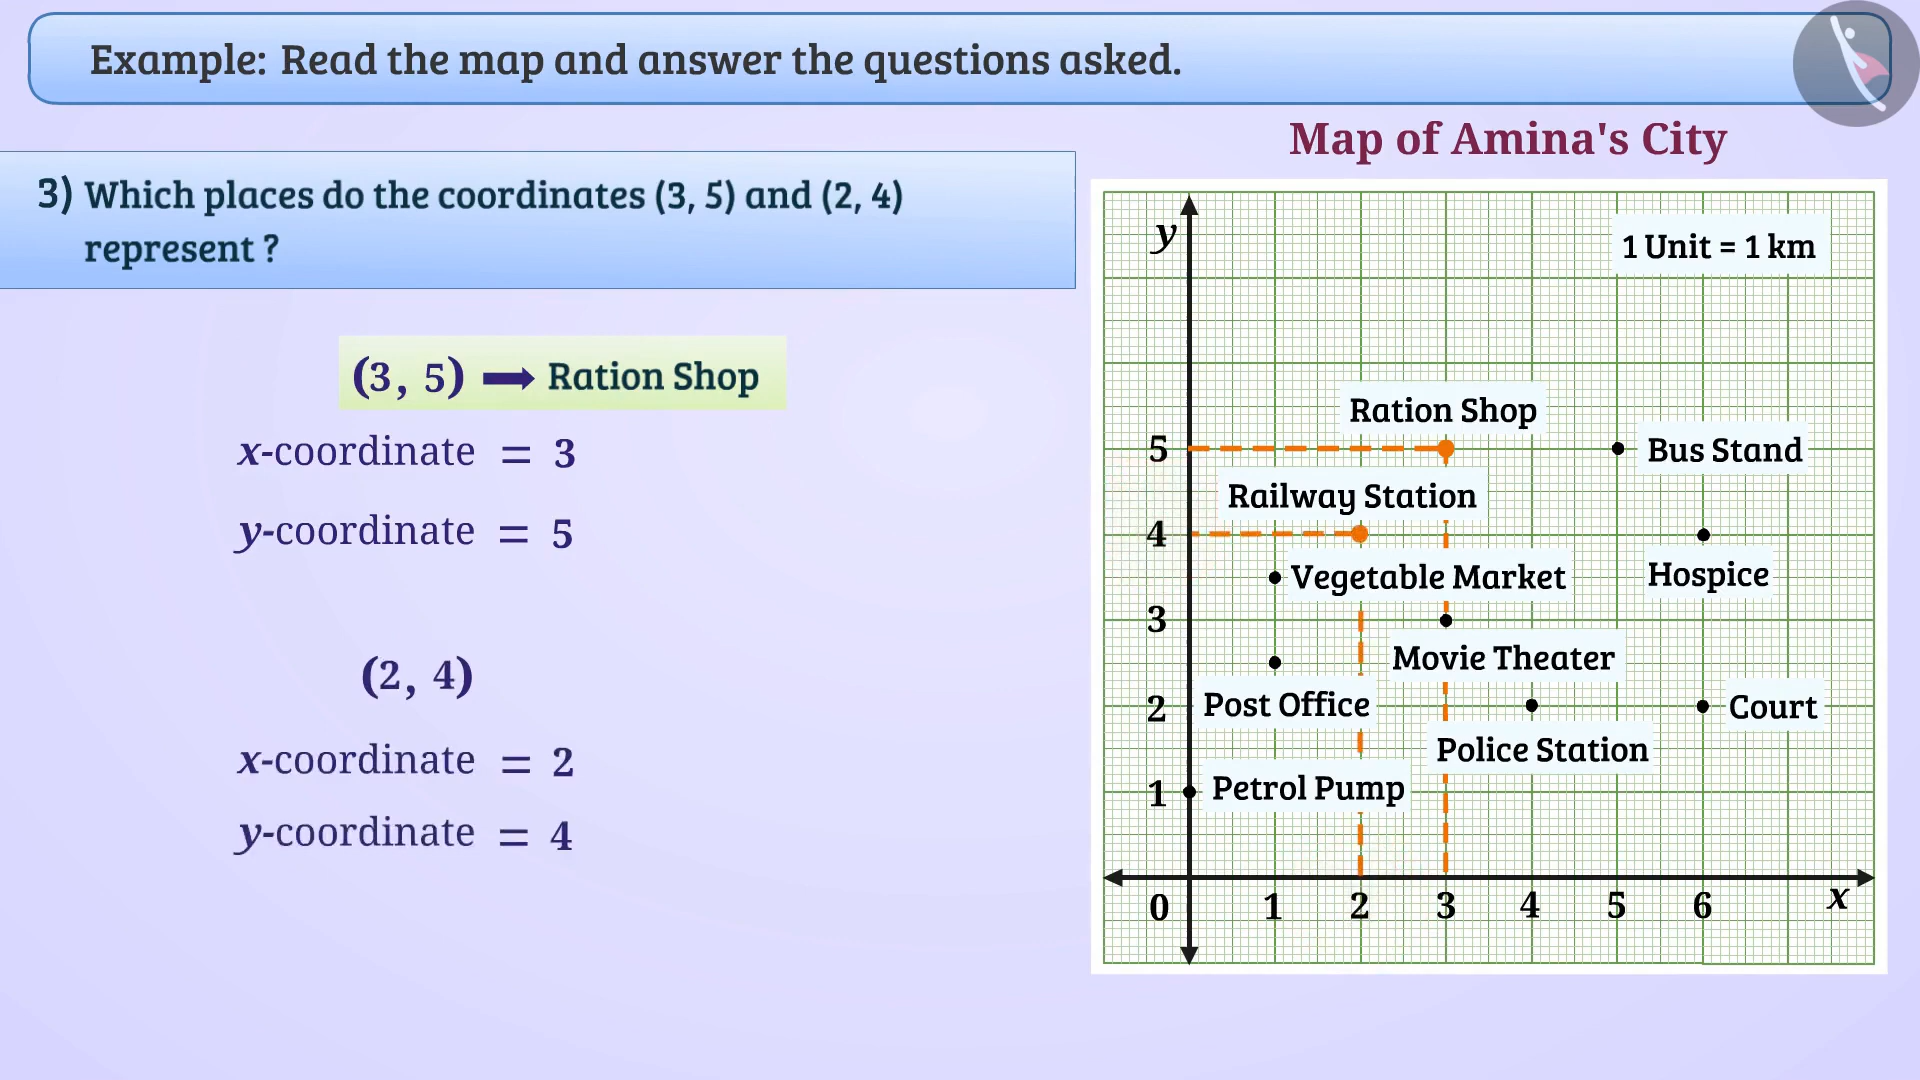 Example: Read the map and answer the questions asked.
Map of Amina's City
3) Which places do the coordinates (3, 5) and (2, 4)
represent ?
(3, 5) ➡ Ration Shop
x-coordinate = 3
y-coordinate = 5
(2, 4)
x-coordinate = 2
y-coordinate = 4
y
1 Unit = 1 km
Ration Shop
5
Bus Stand
Railway Station
4
Vegetable Market
Hospice
3
Movie Theater
Post Office
2
Court
Police Station
1
Petrol Pump
0 1 2 3 4 5 6 x